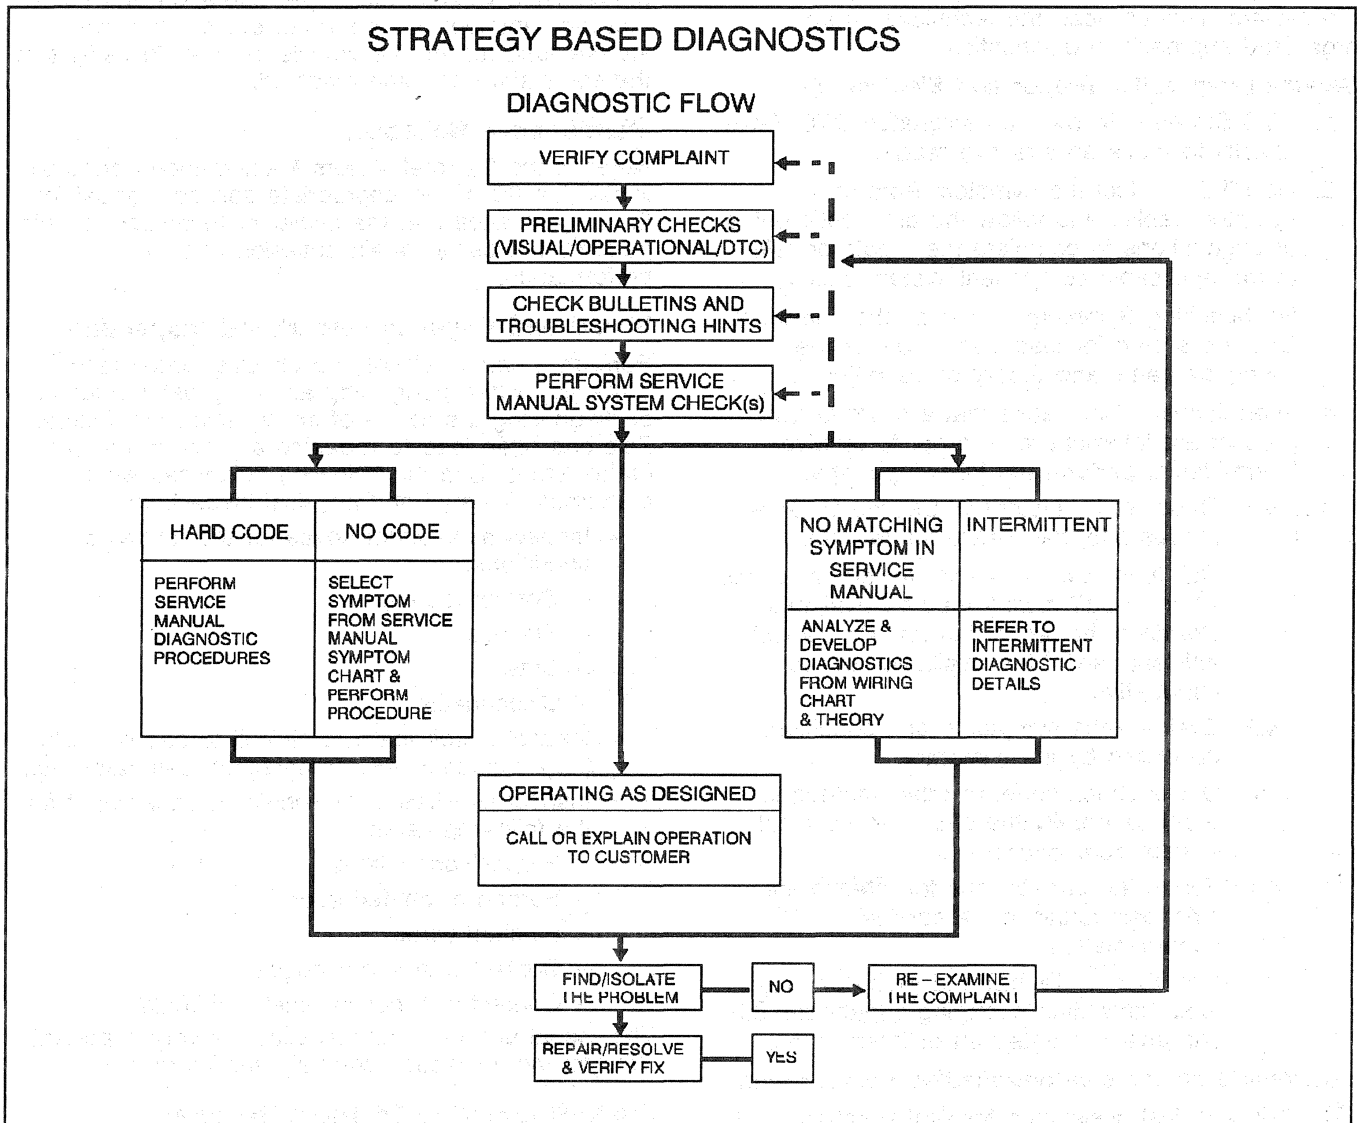 STRATEGY BASED DIAGNOSTICS
DIAGNOSTIC FLOW
VERIFY COMPLAINT
PRELIMINARY CHECKS
(VISUAL/OPERATIONAL/DTC)
CHECK BULLETINS AND
TROUBLESHOOTING HINTS
PERFORM SERVICE
MANUAL SYSTEM CHECK(s)
HARD CODE
PERFORM
SERVICE
MANUAL
DIAGNOSTIC
PROCEDURES
NO CODE
SELECT
SYMPTOM
FROM SERVICE
MANUAL
SYMPTOM
CHART &
PERFORM
PROCEDURE
NO MATCHING
SYMPTOM IN
SERVICE
MANUAL
ANALYZE &
DEVELOP
DIAGNOSTICS
FROM WIRING
CHART
& THEORY
INTERMITTENT
REFER TO
INTERMITTENT
DIAGNOSTIC
DETAILS
OPERATING AS DESIGNED
CALL OR EXPLAIN OPERATION
TO CUSTOMER
FIND/ISOLATE
THE PROBLEM
NO
RE – EXAMINE
THE COMPLAINT
REPAIR/RESOLVE
& VERIFY FIX
YES